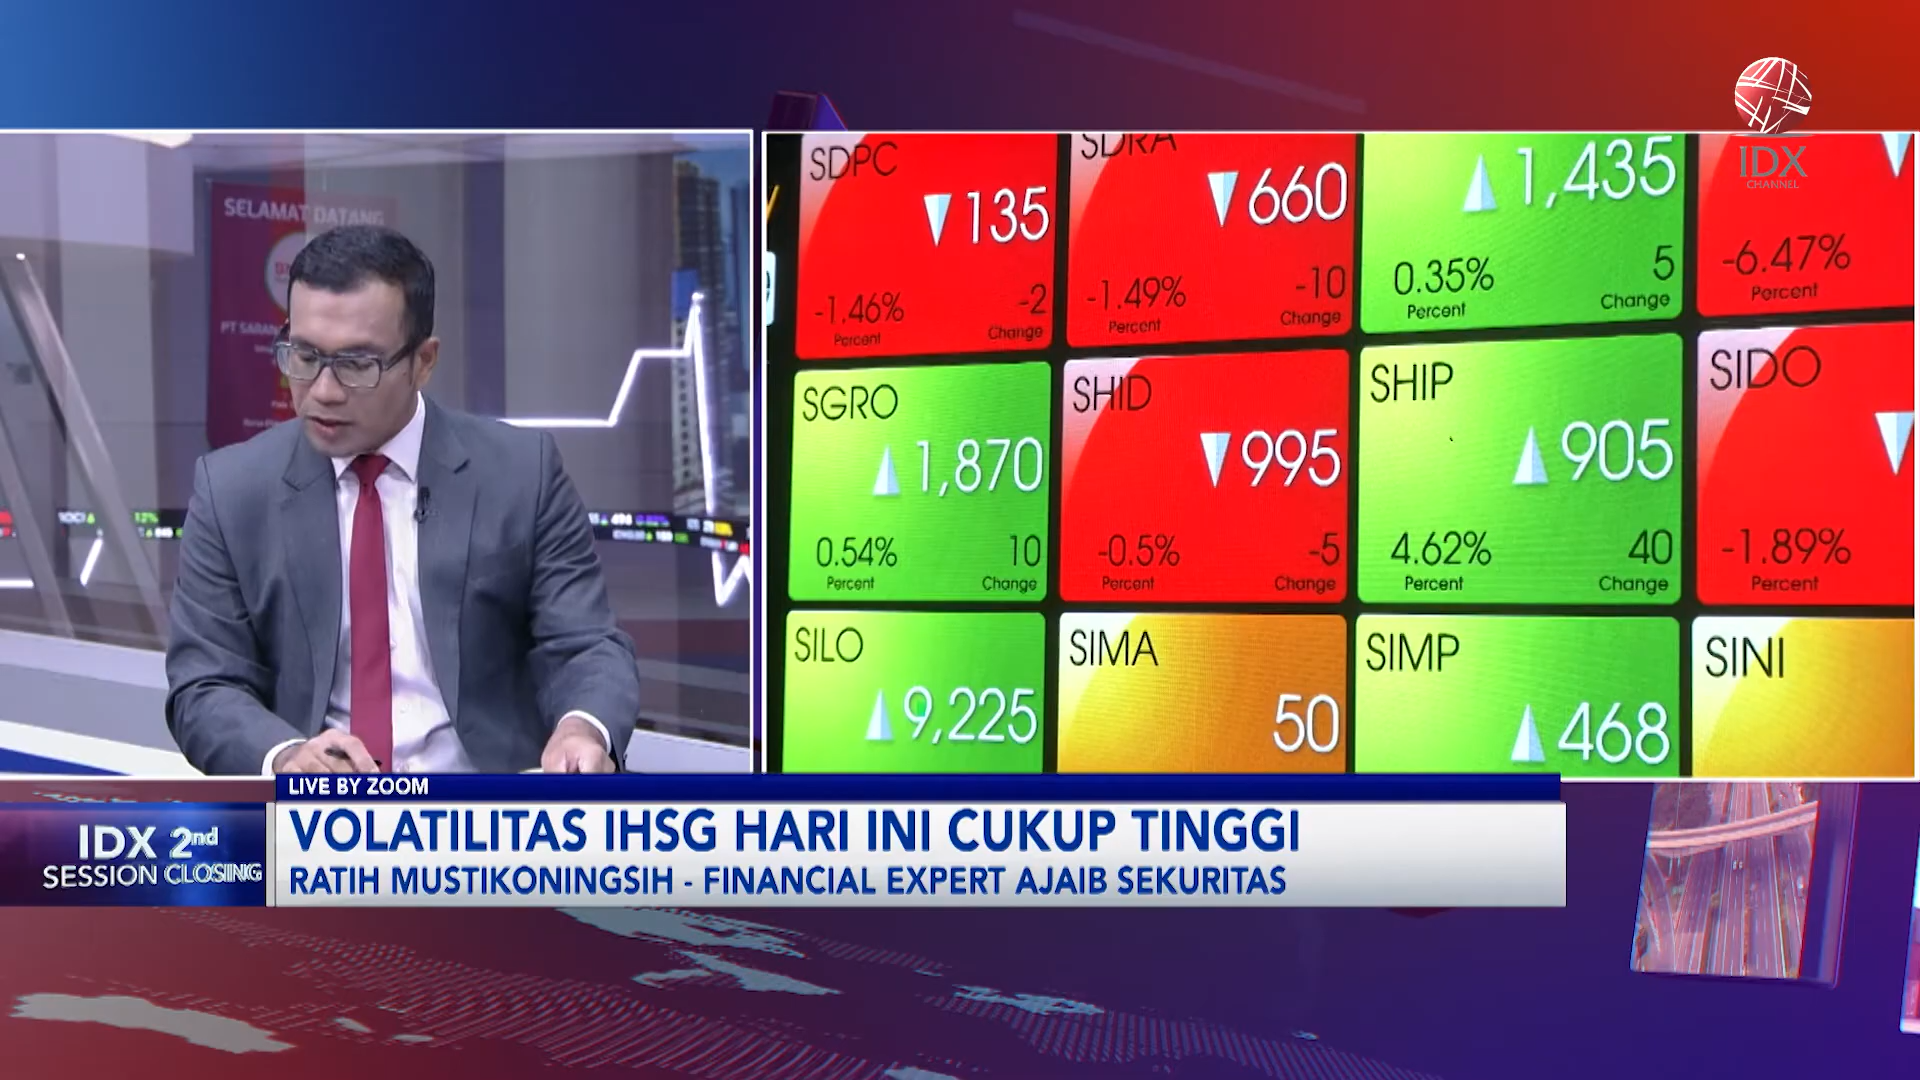 IDX
CHANNEL
SELAMAT DATANG
PT SARAN
SDPC
135
-1.46%
-2
Percent
Change
SDRA
660
-1.49%
-10
Percent
Change
1,435
0.35%
5
Percent
Change
-6.47%
Percent
SGRO
1,870
0.54%
10
Percent
Change
SHID
995
-0.5%
-5
Percent
Change
SHIP
905
4.62%
40
Percent
Change
SIDO
-1.89%
Percent
SILO
9,225
SIMA
50
SIMP
468
SINI
LIVE BY ZOOM
IDX 2nd
SESSION CLOSING
VOLATILITAS IHSG HARI INI CUKUP TINGGI
RATIH MUSTIKONINGSIH - FINANCIAL EXPERT AJAIB SEKURITAS